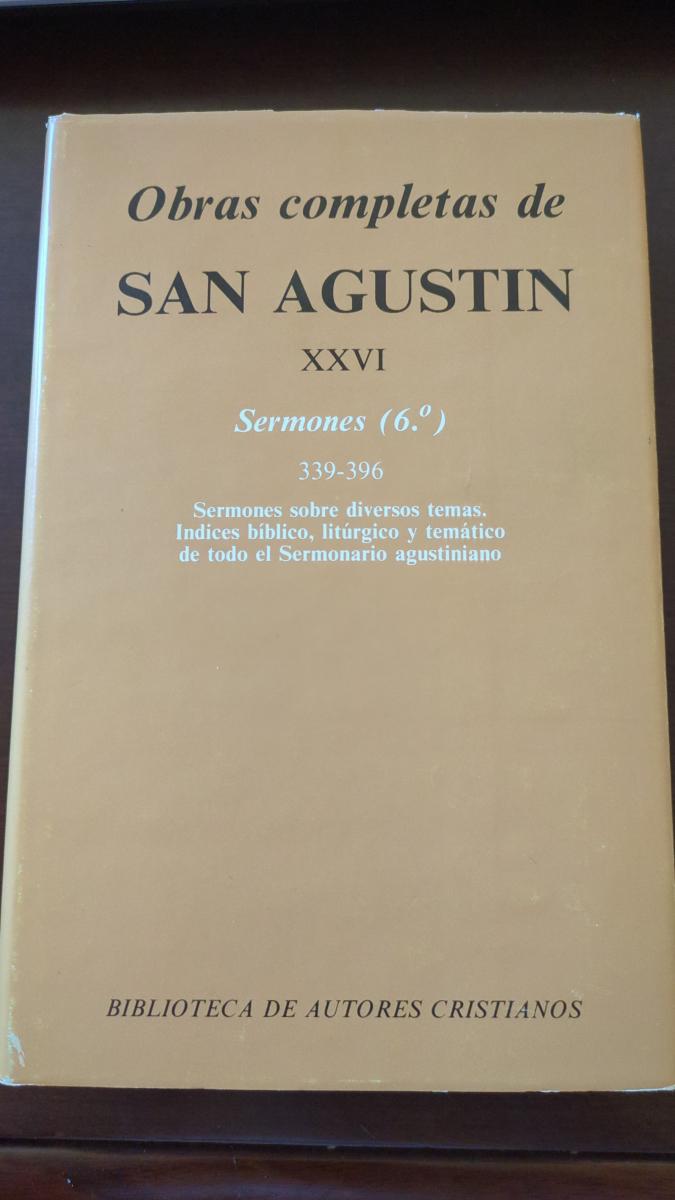 Obras completas de
SAN AGUSTIN
XXVI
Sermones (6.º)
339-396
Sermones sobre diversos temas.
Indices bíblico, litúrgico y temático
de todo el Sermonario agustiniano
BIBLIOTECA DE AUTORES CRISTIANOS